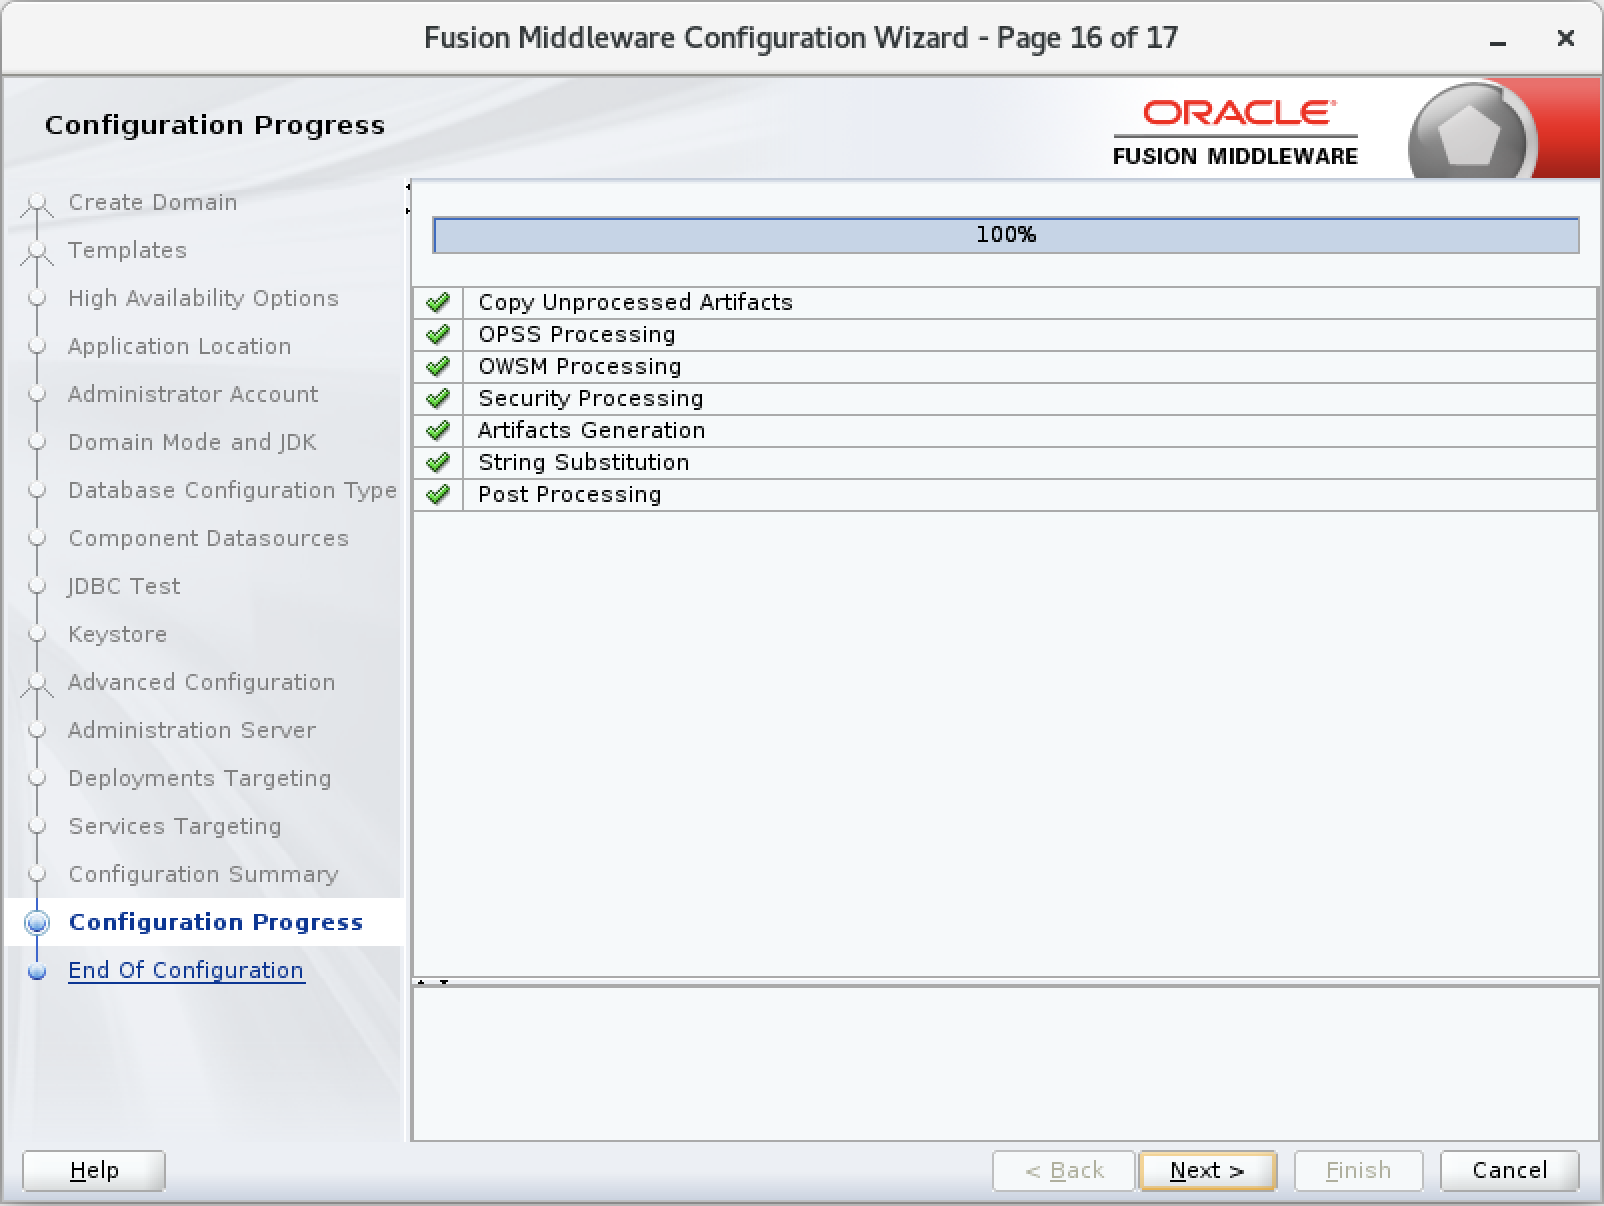 Fusion Middleware Configuration Wizard - Page 16 of 17
Configuration Progress
ORACLE
FUSION MIDDLEWARE
Create Domain
Templates
High Availability Options
Application Location
Administrator Account
Domain Mode and JDK
Database Configuration Type
Component Datasources
JDBC Test
Keystore
Advanced Configuration
Administration Server
Deployments Targeting
Services Targeting
Configuration Summary
Configuration Progress
End Of Configuration
100%
Copy Unprocessed Artifacts
OPSS Processing
OWSM Processing
Security Processing
Artifacts Generation
String Substitution
Post Processing
Help
< Back
Next >
Finish
Cancel